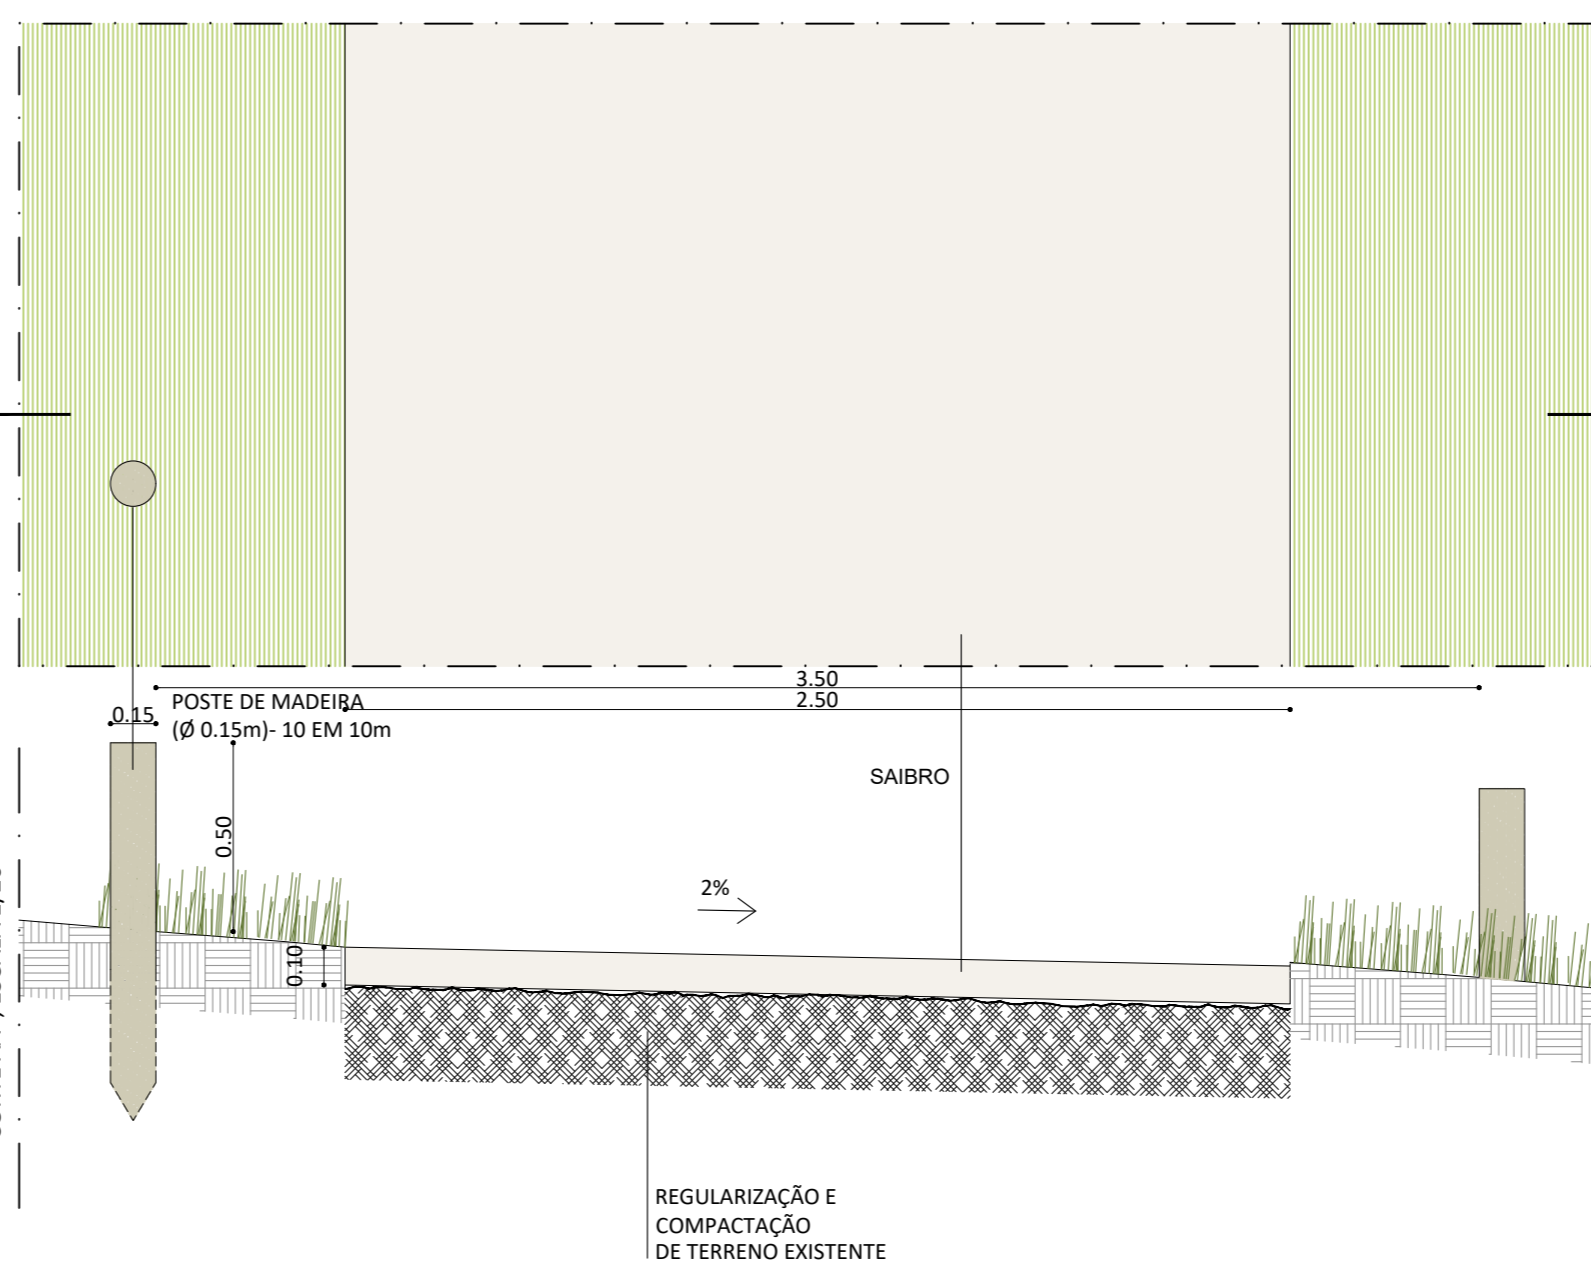 3.50
2.50
POSTE DE MADEIRA
(Ø 0.15m)- 10 EM 10m
0.15
SAIBRO
0.50
2%
0.10
REGULARIZAÇÃO E
COMPACTAÇÃO
DE TERRENO EXISTENTE